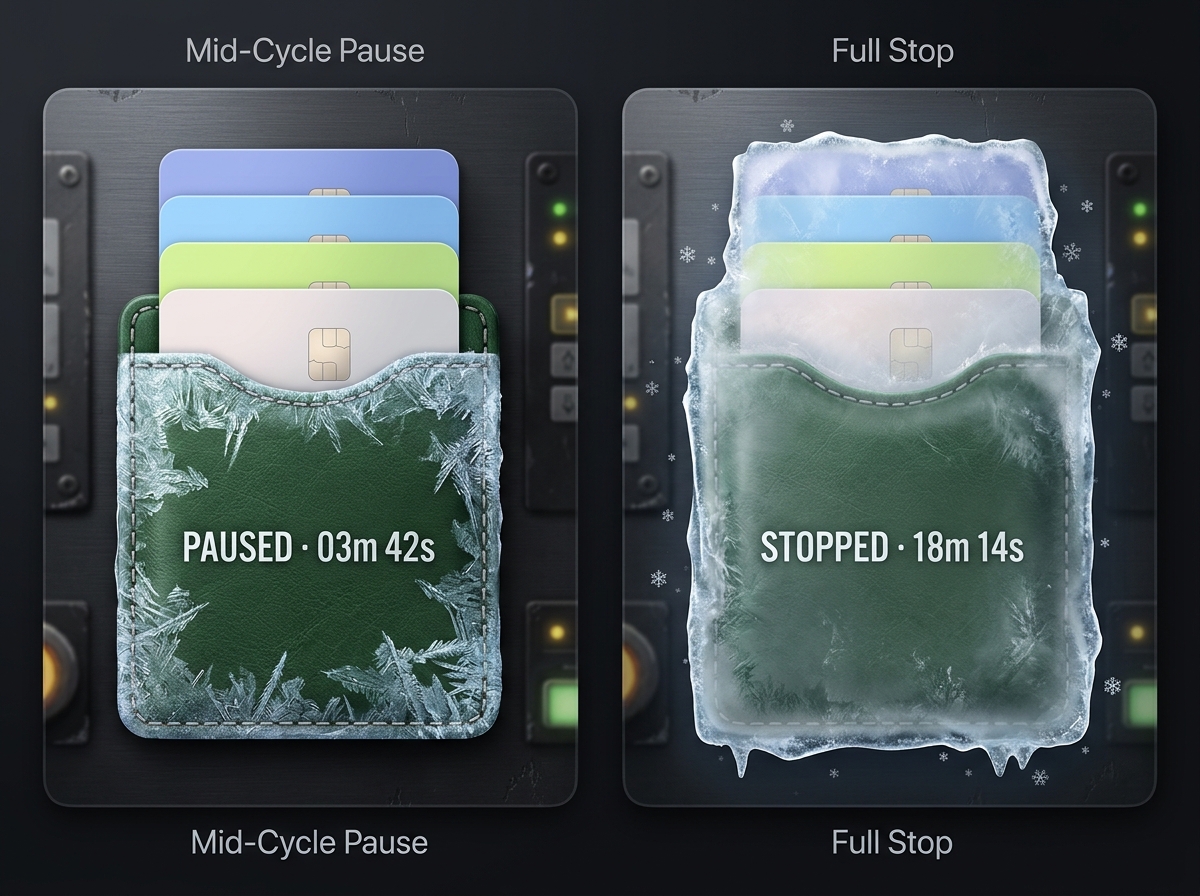 Mid-Cycle Pause
Full Stop
PAUSED · 03m 42s
STOPPED · 18m 14s
Mid-Cycle Pause
Full Stop